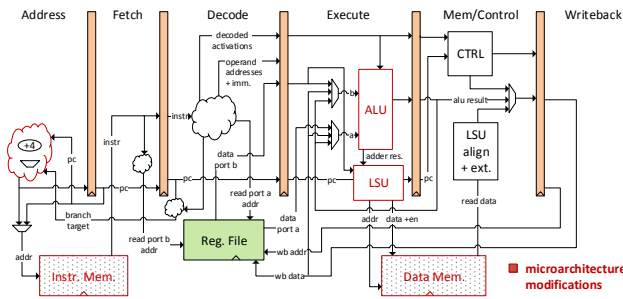 Address
Fetch
Decode
Execute
Mem/Control
Writeback
decoded
activations
operand
addresses
+ imm.
CTRL
b
ALU
alu result
instr
instr
+4
a
pc
data
port b
LSU
align
+ ext.
adder res.
pc
pc
pc
pc
LSU
read port a
addr
read data
branch
target
data
port a
addr
data +en
Reg. File
read port b
addr
wb addr
addr
wb data
Instr. Mem.
Data Mem.
microarchitecture
modifications